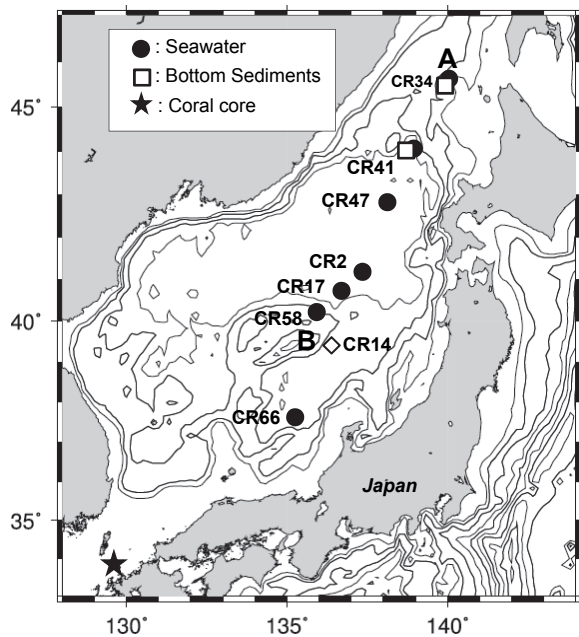 : Seawater
: Bottom Sediments
: Coral core
A
CR34
45°
CR41
CR47
CR2
CR17
40°
CR58
B
CR14
CR66
Japan
35°
130°
135°
140°